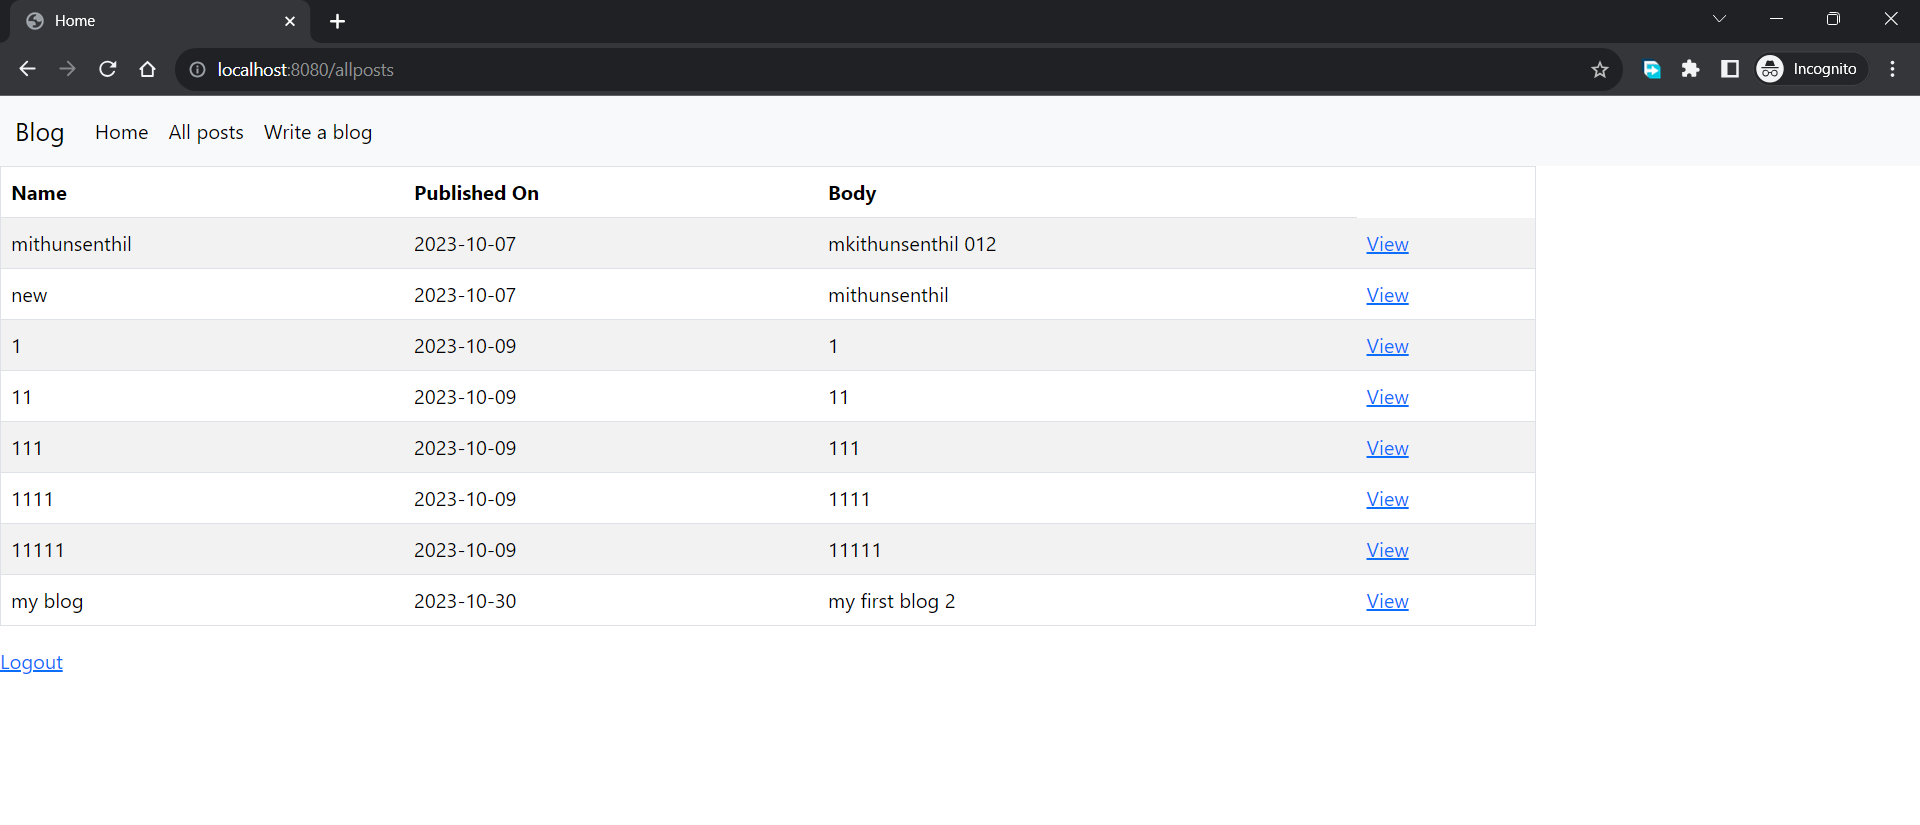 Home
localhost:8080/allposts
Incognito
Blog Home All posts Write a blog
Name Published On Body
mithunsenthil 2023-10-07 mkithunsenthil 012 View
new 2023-10-07 mithunsenthil View
1 2023-10-09 1 View
11 2023-10-09 11 View
111 2023-10-09 111 View
1111 2023-10-09 1111 View
11111 2023-10-09 11111 View
my blog 2023-10-30 my first blog 2 View
Logout